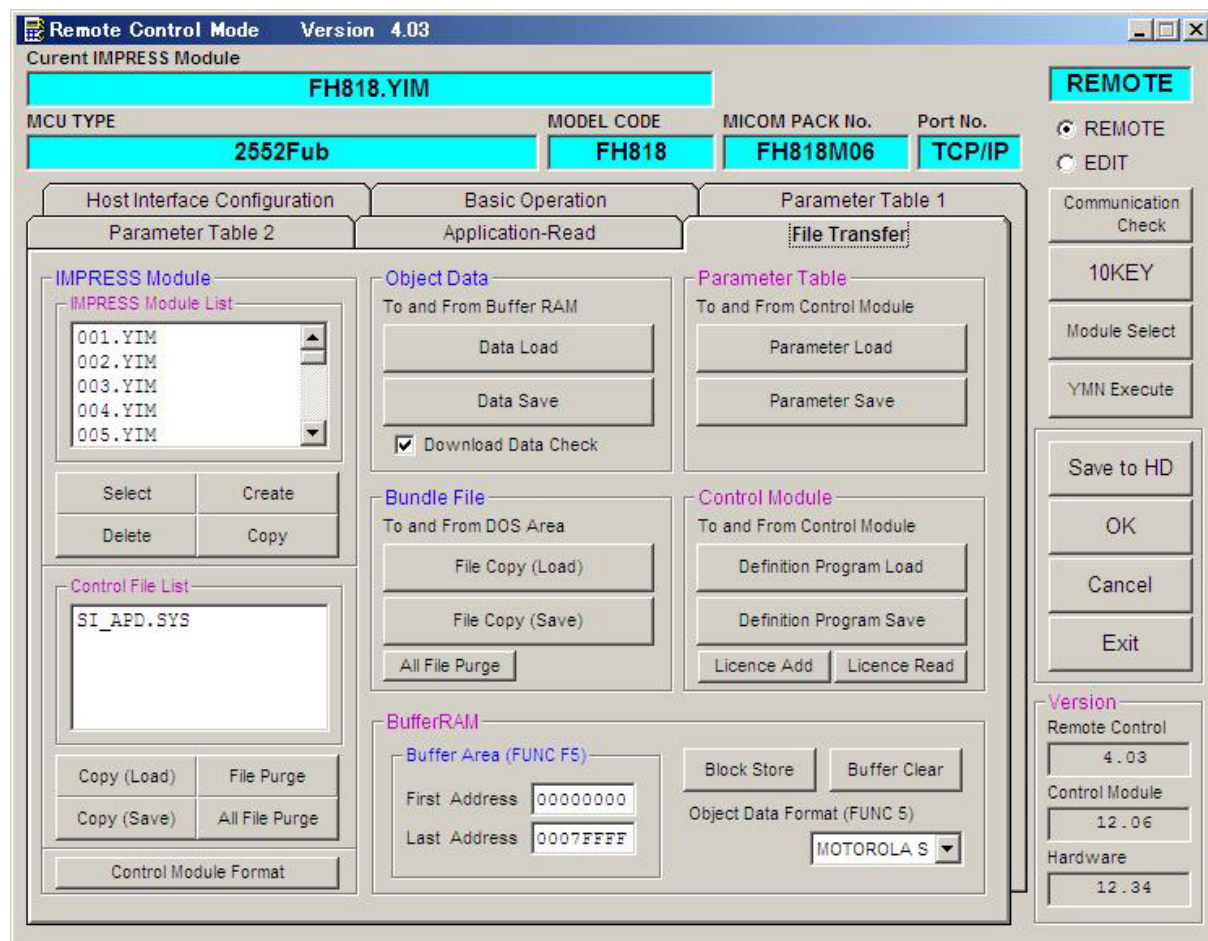 Remote Control Mode Version 4.03
Curent IMPRESS Module
FH818.YIM
MCU TYPE MODEL CODE MICOM PACK No. Port No.
2552Fub FH818 FH818M06 TCP/IP
REMOTE
REMOTE
EDIT
Host Interface Configuration Basic Operation Parameter Table 1
Parameter Table 2 Application-Read File Transfer
IMPRESS Module
IMPRESS Module List
001.YIM
002.YIM
003.YIM
004.YIM
005.YIM
Select Create
Delete Copy
Control File List
SI_APD.SYS
Copy (Load) File Purge
Copy (Save) All File Purge
Control Module Format
Object Data
To and From Buffer RAM
Data Load
Data Save
Download Data Check
Parameter Table
To and From Control Module
Parameter Load
Parameter Save
Bundle File
To and From DOS Area
File Copy (Load)
File Copy (Save)
All File Purge
Control Module
To and From Control Module
Definition Program Load
Definition Program Save
Licence Add Licence Read
BufferRAM
Buffer Area (FUNC F5)
First Address 00000000
Last Address 0007FFFF
Block Store Buffer Clear
Object Data Format (FUNC 5)
MOTOROLA S
Communication
Check
10KEY
Module Select
YMN Execute
Save to HD
OK
Cancel
Exit
Version
Remote Control
4.03
Control Module
12.06
Hardware
12.34